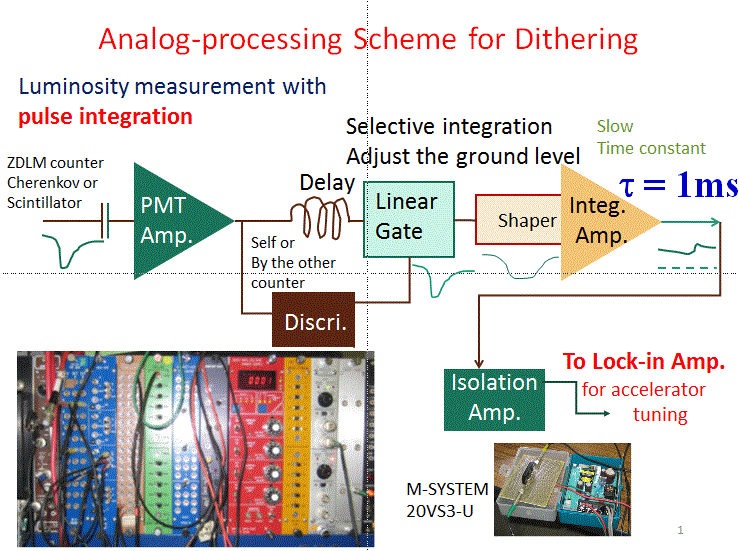 Analog-processing Scheme for Dithering
Luminosity measurement with
pulse integration
Selective integration
Adjust the ground level
Slow
Time constant
τ = 1ms
ZDLM counter
Cherenkov or
Scintillator
PMT
Amp.
Delay
Linear
Gate
Shaper
Integ.
Amp.
Self or
By the other
counter
Discri.
Isolation
Amp.
To Lock-in Amp.
for accelerator
tuning
M-SYSTEM
20VS3-U
1